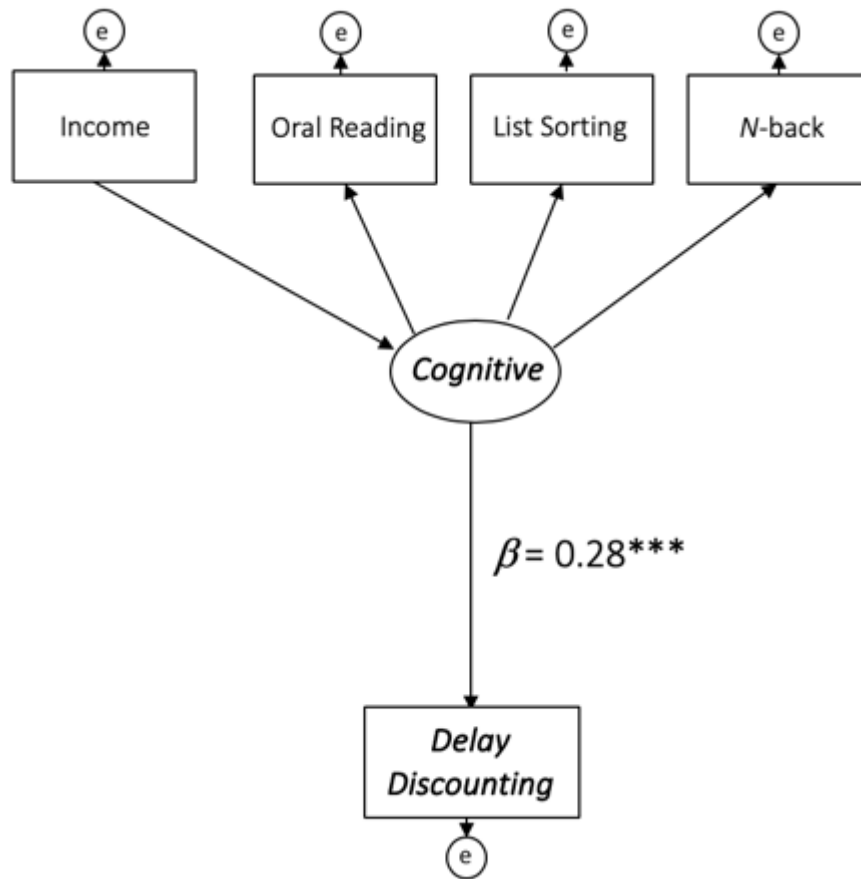 e
e
e
e
Income
Oral Reading
List Sorting
N-back
Cognitive
β = 0.28***
Delay
Discounting
e